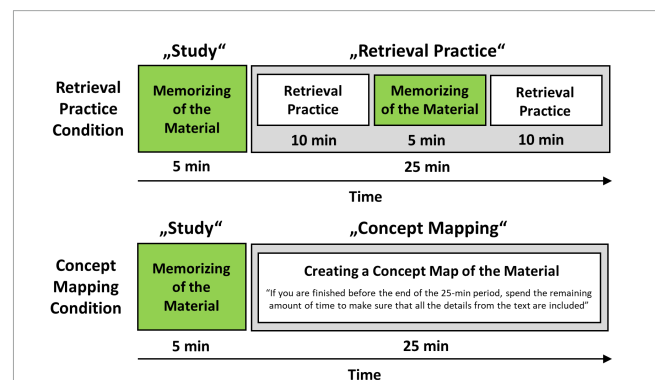 „Study“ „Retrieval Practice“
Retrieval
Practice
Condition
Memorizing
of the
Material
Retrieval
Practice
Memorizing
of the Material
Retrieval
Practice
10 min 5 min 10 min
5 min 25 min
Time
„Study“ „Concept Mapping“
Concept
Mapping
Condition
Memorizing
of the
Material
Creating a Concept Map of the Material
“If you are finished before the end of the 25-min period, spend the remaining
amount of time to make sure that all the details from the text are included”
5 min 25 min
Time